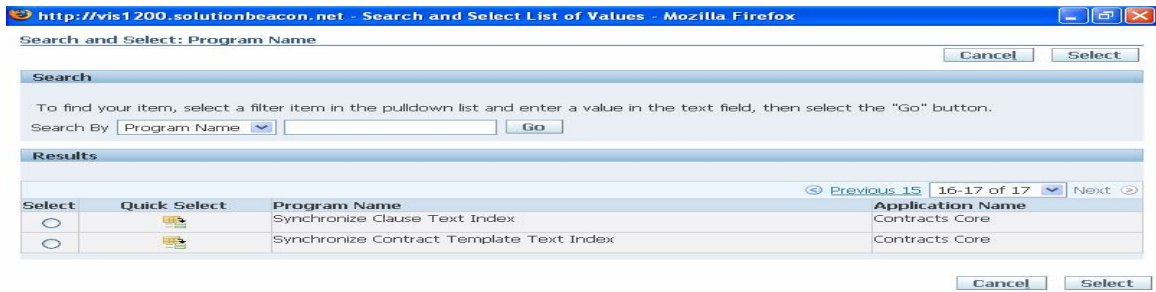 http://vis1200.solutionbeacon.net - Search and Select List of Values - Mozilla Firefox
Search and Select: Program Name
Cancel Select
Search
To find your item, select a filter item in the pulldown list and enter a value in the text field, then select the "Go" button.
Search By Program Name Go
Results
Previous 15 16-17 of 17 Next
Select Quick Select Program Name Application Name
Synchronize Clause Text Index Contracts Core
Synchronize Contract Template Text Index Contracts Core
Cancel Select